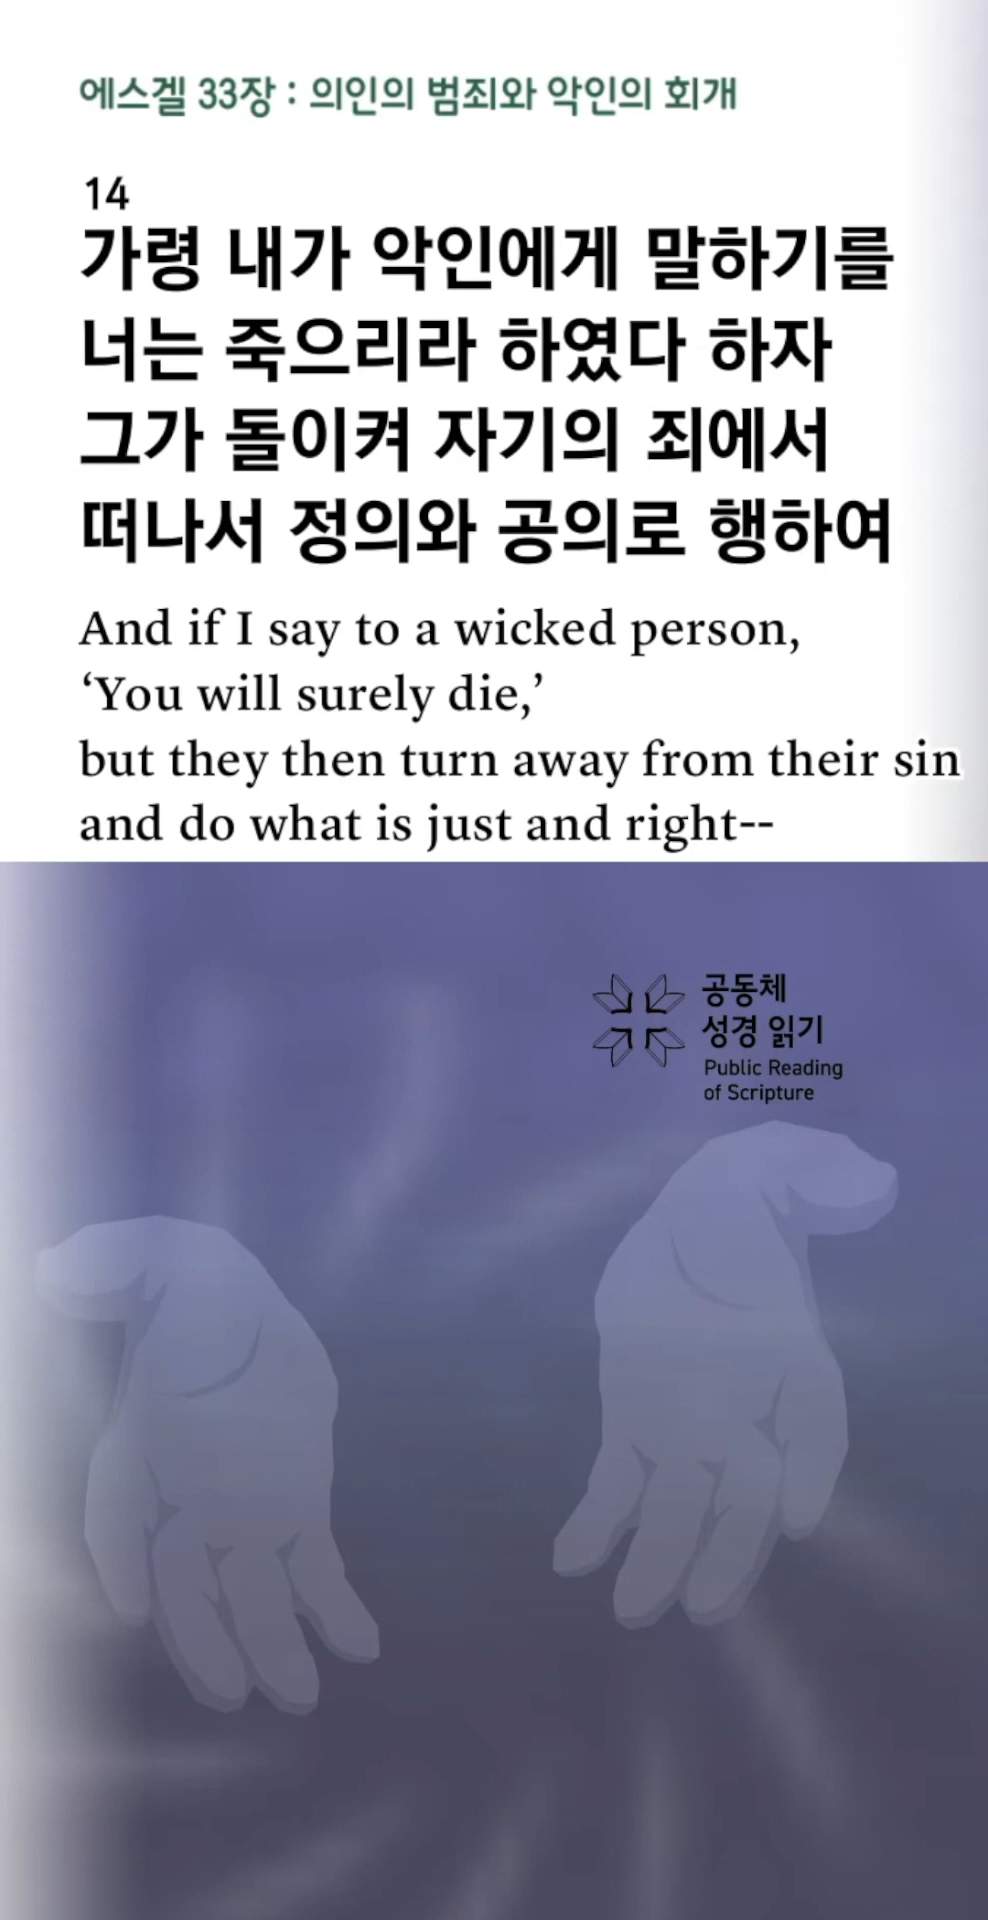 에스겔 33장 : 의인의 범죄와 악인의 회개
14
가령 내가 악인에게 말하기를
너는 죽으리라 하였다 하자
그가 돌이켜 자기의 죄에서
떠나서 정의와 공의로 행하여
And if I say to a wicked person,
‘You will surely die,’
but they then turn away from their sin
and do what is just and right--
공동체
성경 읽기
Public Reading
of Scripture